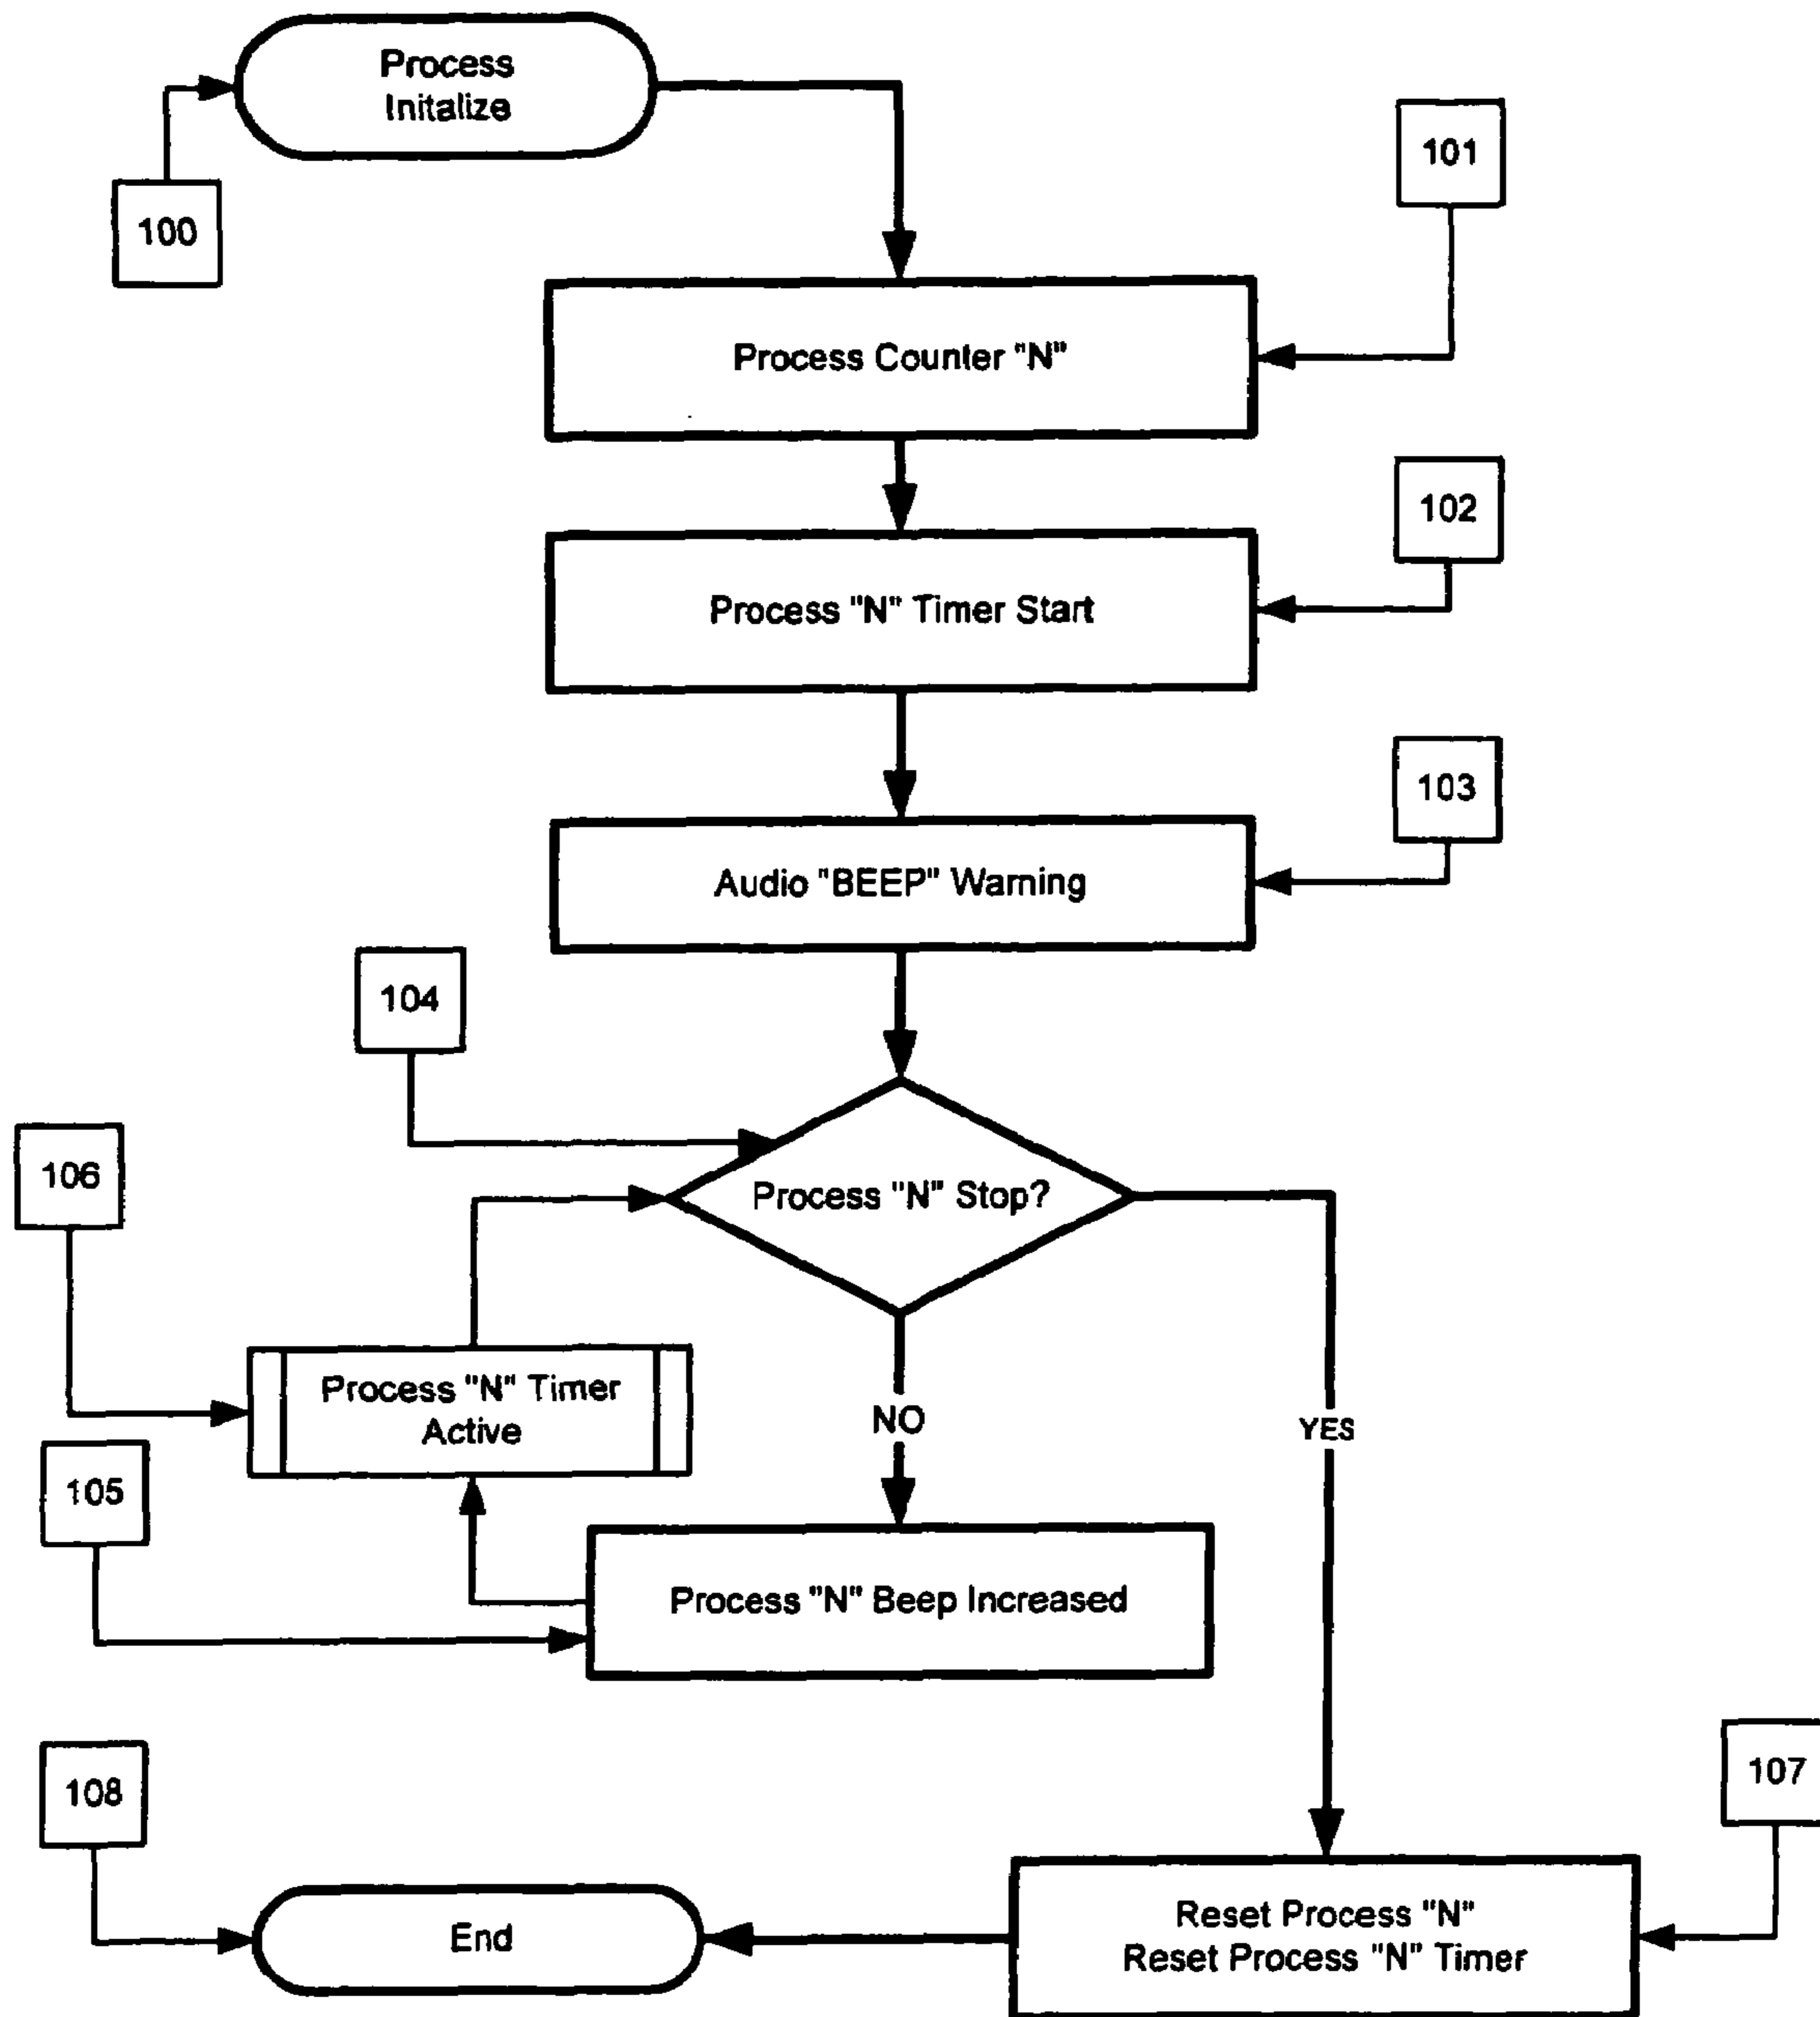 Process
Initalize
100
101
Process Counter "N"
102
Process "N" Timer Start
103
Audio "BEEP" Warning
104
106
Process "N" Stop?
Process "N" Timer
Active
NO
YES
105
Process "N" Beep Increased
108
107
End
Reset Process "N"
Reset Process "N" Timer